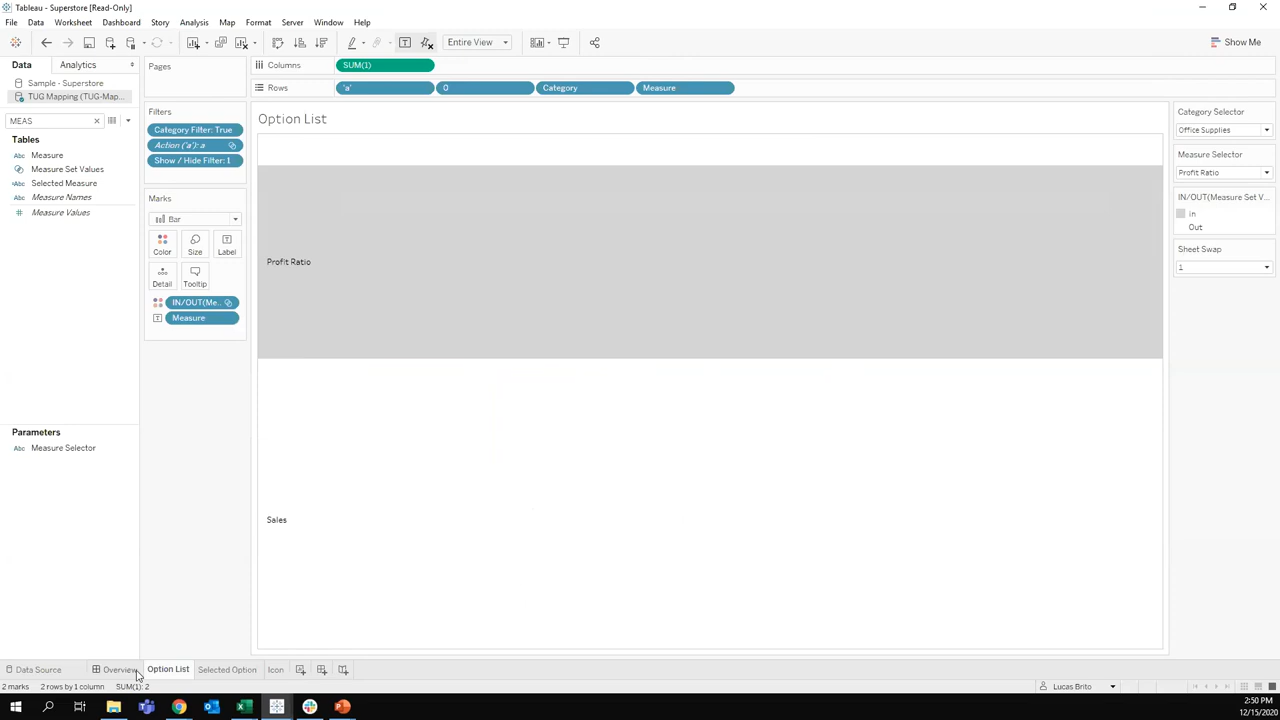 Tableau - Superstore [Read-Only]
File Data Worksheet Dashboard Story Analysis Map Format Server Window Help
Entire View
Show Me
Data Analytics
Pages
Columns
SUM(1)
Sample - Superstore
TUG Mapping (TUG-Map...
Rows
'a' 0 Category Measure
MEAS
Filters
Category Filter: True
Action ('a'): a
Show / Hide Filter: 1
Option List
Category Selector
Office Supplies
Tables
Abc Measure
Measure Set Values
Abc Selected Measure
Abc Measure Names
# Measure Values
Measure Selector
Profit Ratio
Marks
Bar
Color Size Label
Detail Tooltip
IN/OUT(Me..
Measure
IN/OUT(Measure Set V...
In
Out
Sheet Swap
1
Profit Ratio
Sales
Parameters
Abc Measure Selector
Data Source Overview Option List Selected Option Icon
2 marks 2 rows by 1 column SUM(1): 2
Lucas Brito
2:50 PM
12/15/2020